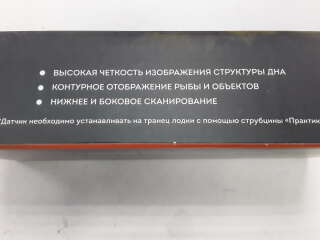 ВЫСОКАЯ ЧЕТКОСТЬ ИЗОБРАЖЕНИЯ СТРУКТУРЫ ДНА
КОНТУРНОЕ ОТОБРАЖЕНИЕ РЫБЫ И ОБЪЕКТОВ
НИЖНЕЕ И БОКОВОЕ СКАНИРОВАНИЕ
*Датчик необходимо устанавливать на транец лодки с помощью струбцины «Практик